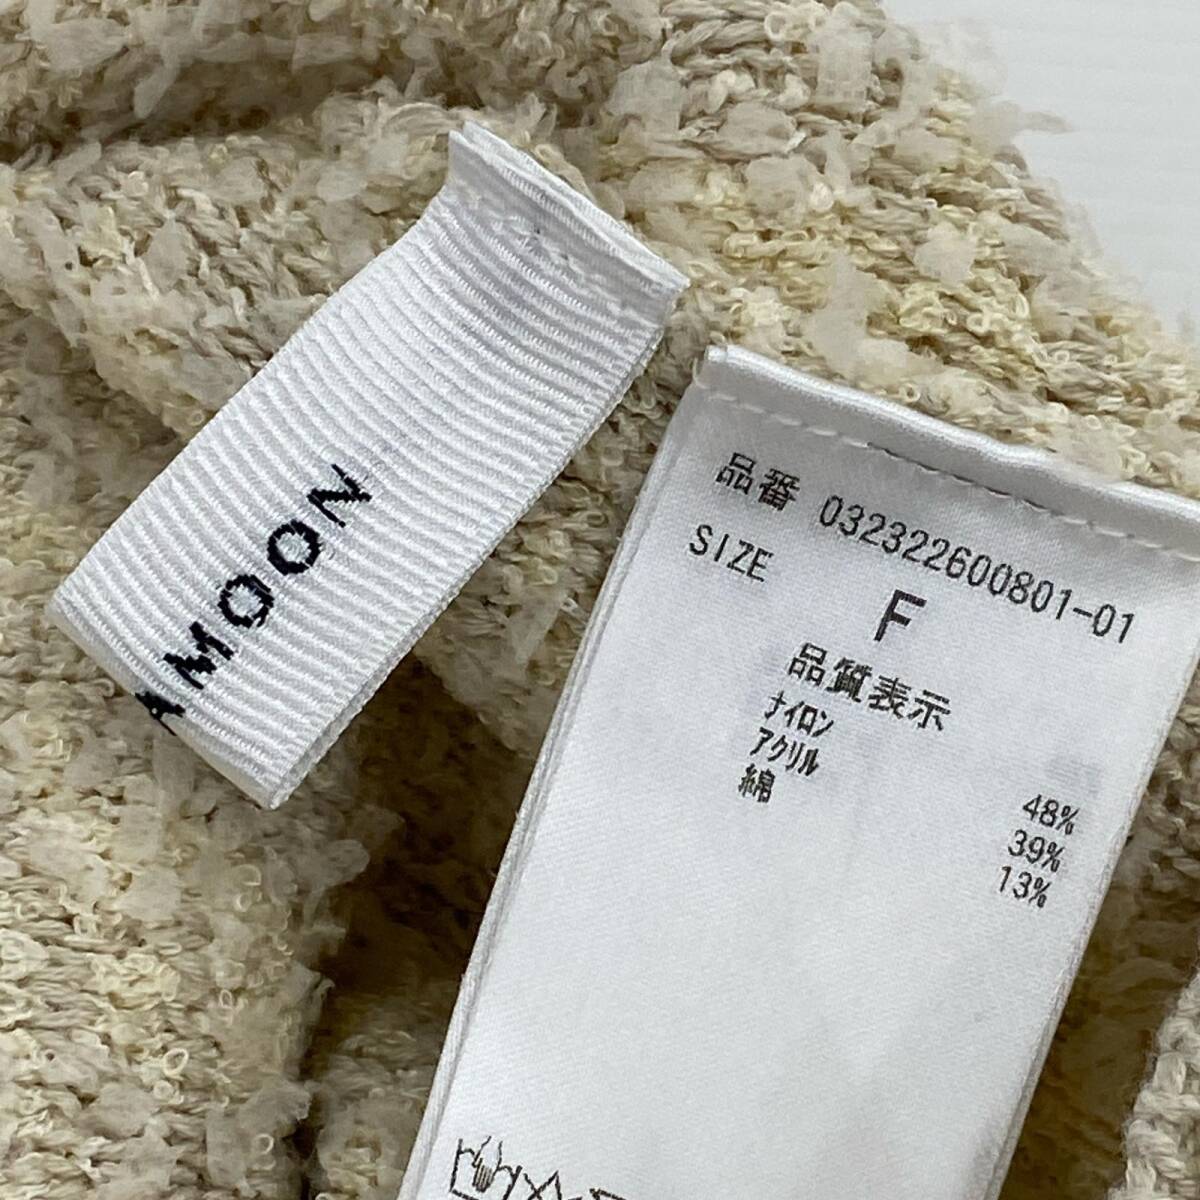 AMOON
品番 032322600801-01
SIZE
F
品質表示
ナイロン 48%
アクリル 39%
綿 13%